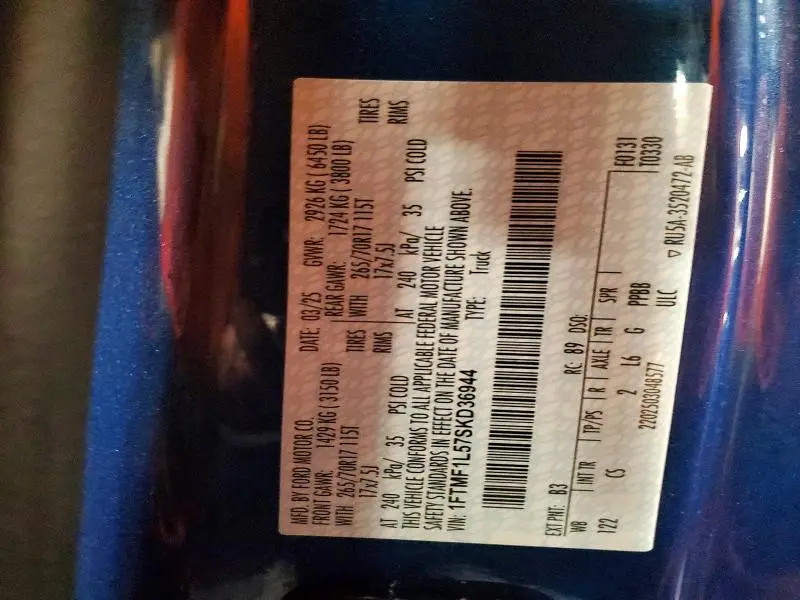 MFD. BY FORD MOTOR CO.
DATE: 03/25 GVWR: 2926 KG ( 6450 LB)
FRONT GAWR: 1429 KG ( 3150 LB) REAR GAWR: 1724 KG ( 3800 LB)
WITH 265/70R17 115T TIRES WITH 265/70R17 115T TIRES
17x7.5J RIMS 17x7.5J RIMS
AT 240 kPa/ 35 PSI COLD AT 240 kPa/ 35 PSI COLD
THIS VEHICLE CONFORMS TO ALL APPLICABLE FEDERAL MOTOR VEHICLE
SAFETY STANDARDS IN EFFECT ON THE DATE OF MANUFACTURE SHOWN ABOVE.
VIN: 1FTMF1L57SKD36944 TYPE: Truck
EXT PNT: B3 RC: 89 DSO: F0131
WB INT TR TP/PS R AXLE TR SPR T0330
122 CS 2 L6 G PPBB
2202503048577 ULC ▽ RU5A-3520472-AB